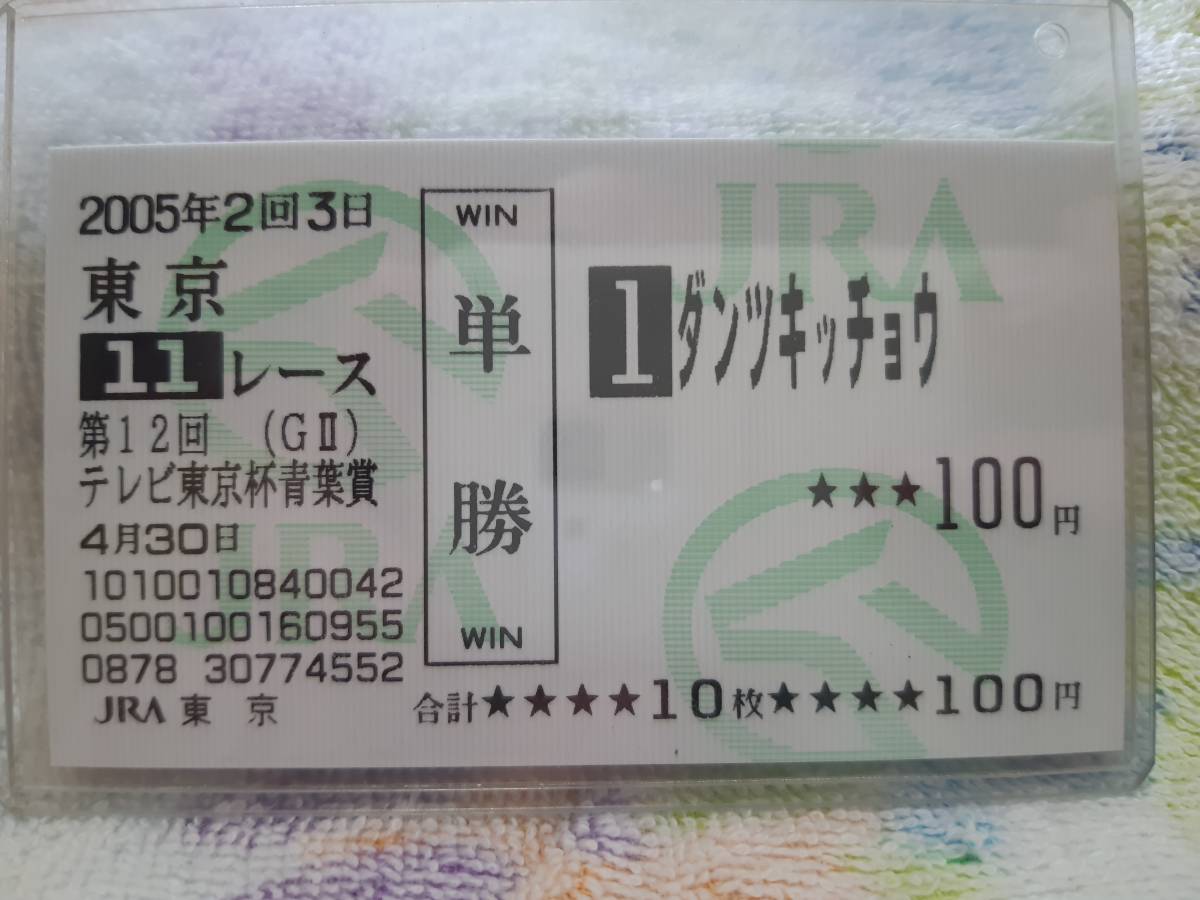 2005年2回3日
東京
11レース
第12回 (GⅡ)
テレビ東京杯青葉賞
4月30日
1010010840042
0500100160955
0878 30774552
JRA 東 京
WIN
単
勝
WIN
JRA
1 ダンツキッチョウ
★★★100円
合計★★★★10枚★★★★100円
JRA